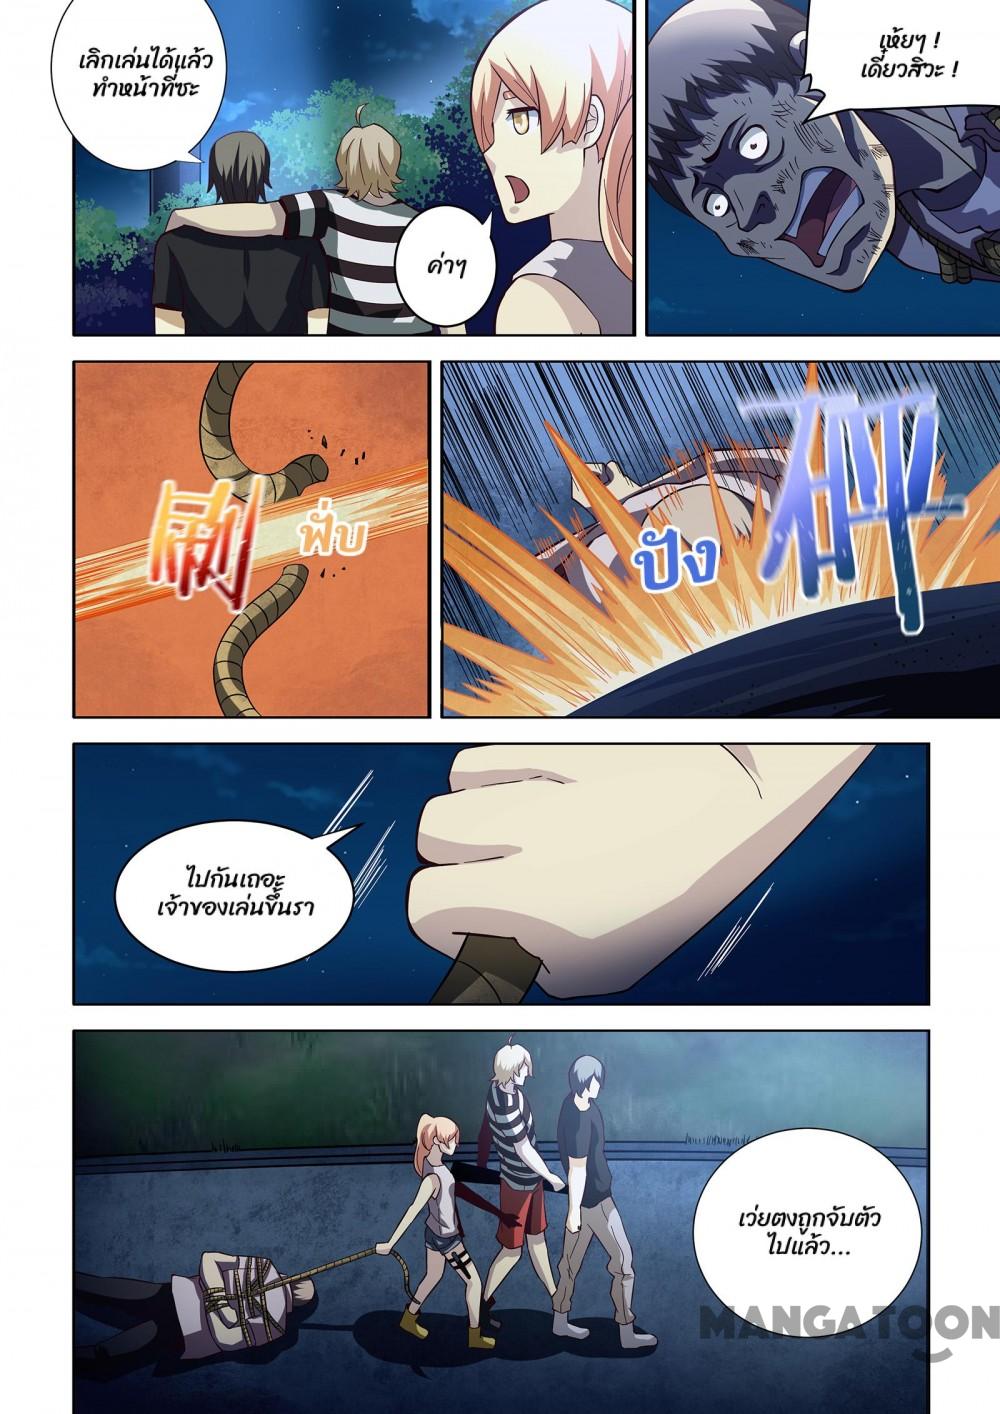 เลิกเล่นได้แล้ว
ทำหน้าที่ซะ
ค่าๆ
เห้ยๆ !
เดี๋ยวสิวะ !
ฟั่บ
ปัง
ไปกันเถอะ
เจ้าของเล่นขึ้นรา
เว่ยตงถูกจับตัว
ไปแล้ว...
MANGATOON